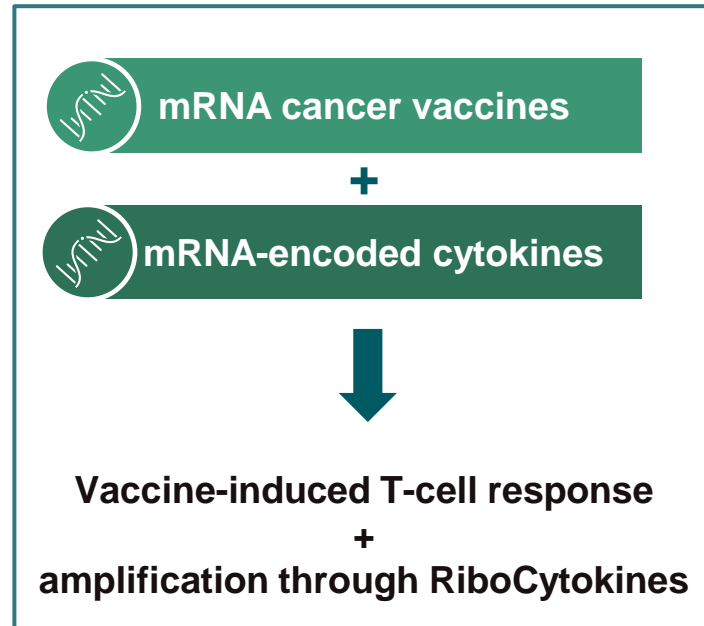 mRNA cancer vaccines
+
mRNA-encoded cytokines
Vaccine-induced T-cell response
+
amplification through RiboCytokines